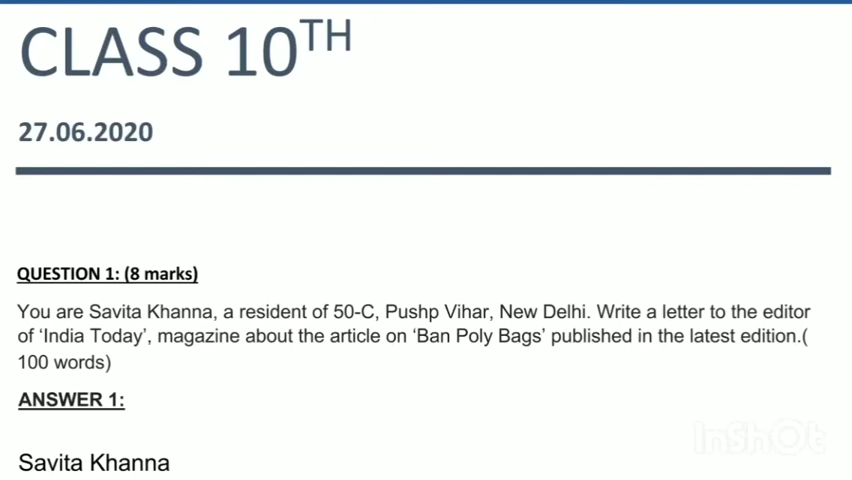 CLASS 10TH
27.06.2020
QUESTION 1: (8 marks)
You are Savita Khanna, a resident of 50-C, Pushp Vihar, New Delhi. Write a letter to the editor
of ‘India Today’, magazine about the article on ‘Ban Poly Bags’ published in the latest edition.(
100 words)
ANSWER 1:
InShOt
Savita Khanna